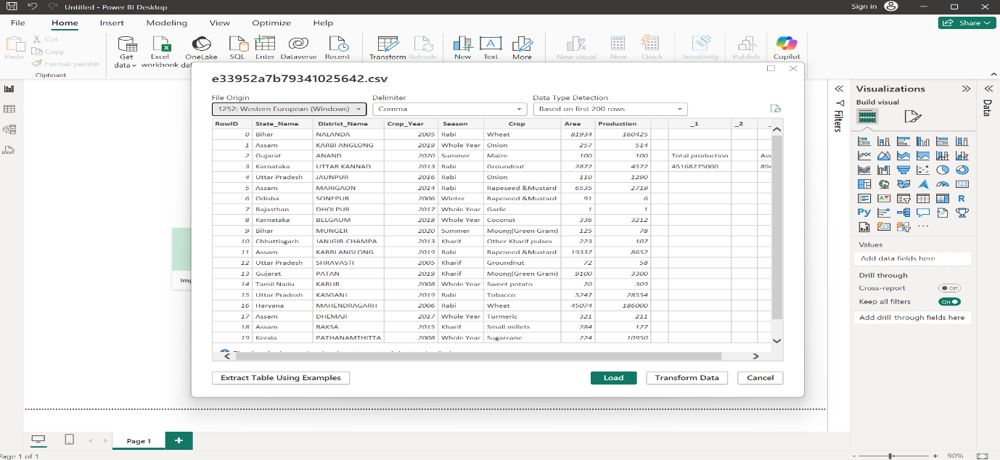 Untitled - Power BI Desktop
Sign in
File Home Insert Modeling View Optimize Help
Share
Paste
Cut
Copy
Format painter
Clipboard
Get data
Excel workbook
OneLake
SQL
Enter
Dataverse
Recent
Transform
Refresh
New
Text
More
New visual
New
Quick
Sensitivity
Publish
Copilot
e33952a7b79341025642.csv
File Origin
1252: Western European (Windows)
Delimiter
Comma
Data Type Detection
Based on first 200 rows
RowID State_Name District_Name Crop_Year Season Crop Area Production _1 _2
0 Bihar NALANDA 2005 Rabi Wheat 81934 160425
1 Assam KARBI ANGLONG 2019 Whole Year Onion 257 514
2 Gujarat ANAND 2020 Summer Maize 100 100 Total production
3 Karnataka UTTAR KANNAD 2013 Rabi Groundnut 2872 4572 45168275000
4 Uttar Pradesh JAUNPUR 2016 Rabi Onion 110 1290
5 Assam MARIGAON 2014 Rabi Rapeseed &Mustard 6535 2719
6 Odisha SONEPUR 2006 Winter Rapeseed &Mustard 91 6
7 Rajasthan DHOLPUR 2017 Whole Year Garlic 1 1
8 Karnataka BELGAUM 2018 Whole Year Coconut 336 3212
9 Bihar MUNGER 2020 Summer Moong(Green Gram) 125 78
10 Chhattisgarh JANJGIR-CHAMPA 2013 Kharif Other Kharif pulses 223 107
11 Assam KARBI ANGLONG 2019 Rabi Rapeseed &Mustard 19337 8652
12 Uttar Pradesh SHRAVASTI 2005 Kharif Groundnut 72 58
13 Gujarat PATAN 2019 Kharif Moong(Green Gram) 9100 3300
14 Tamil Nadu KARUR 2008 Whole Year Sweet potato 20 309
15 Uttar Pradesh KASGANJ 2019 Rabi Tobacco 5247 28554
16 Haryana MAHENDRAGARH 2006 Rabi Wheat 45074 186000
17 Assam DHEMAJI 2017 Whole Year Turmeric 321 211
18 Assam BAKSA 2015 Kharif Small millets 284 127
19 Kerala PATHANAMTHITTA 2008 Whole Year Sugarcane 224 10950
Extract Table Using Examples
Load
Transform Data
Cancel
Filters
Visualizations
Build visual
123
R
Py
123
Values
Add data fields here
Drill through
Cross-report
Off
Keep all filters
On
Add drill through fields here
Data
Page 1
Page 1 of 1
90%